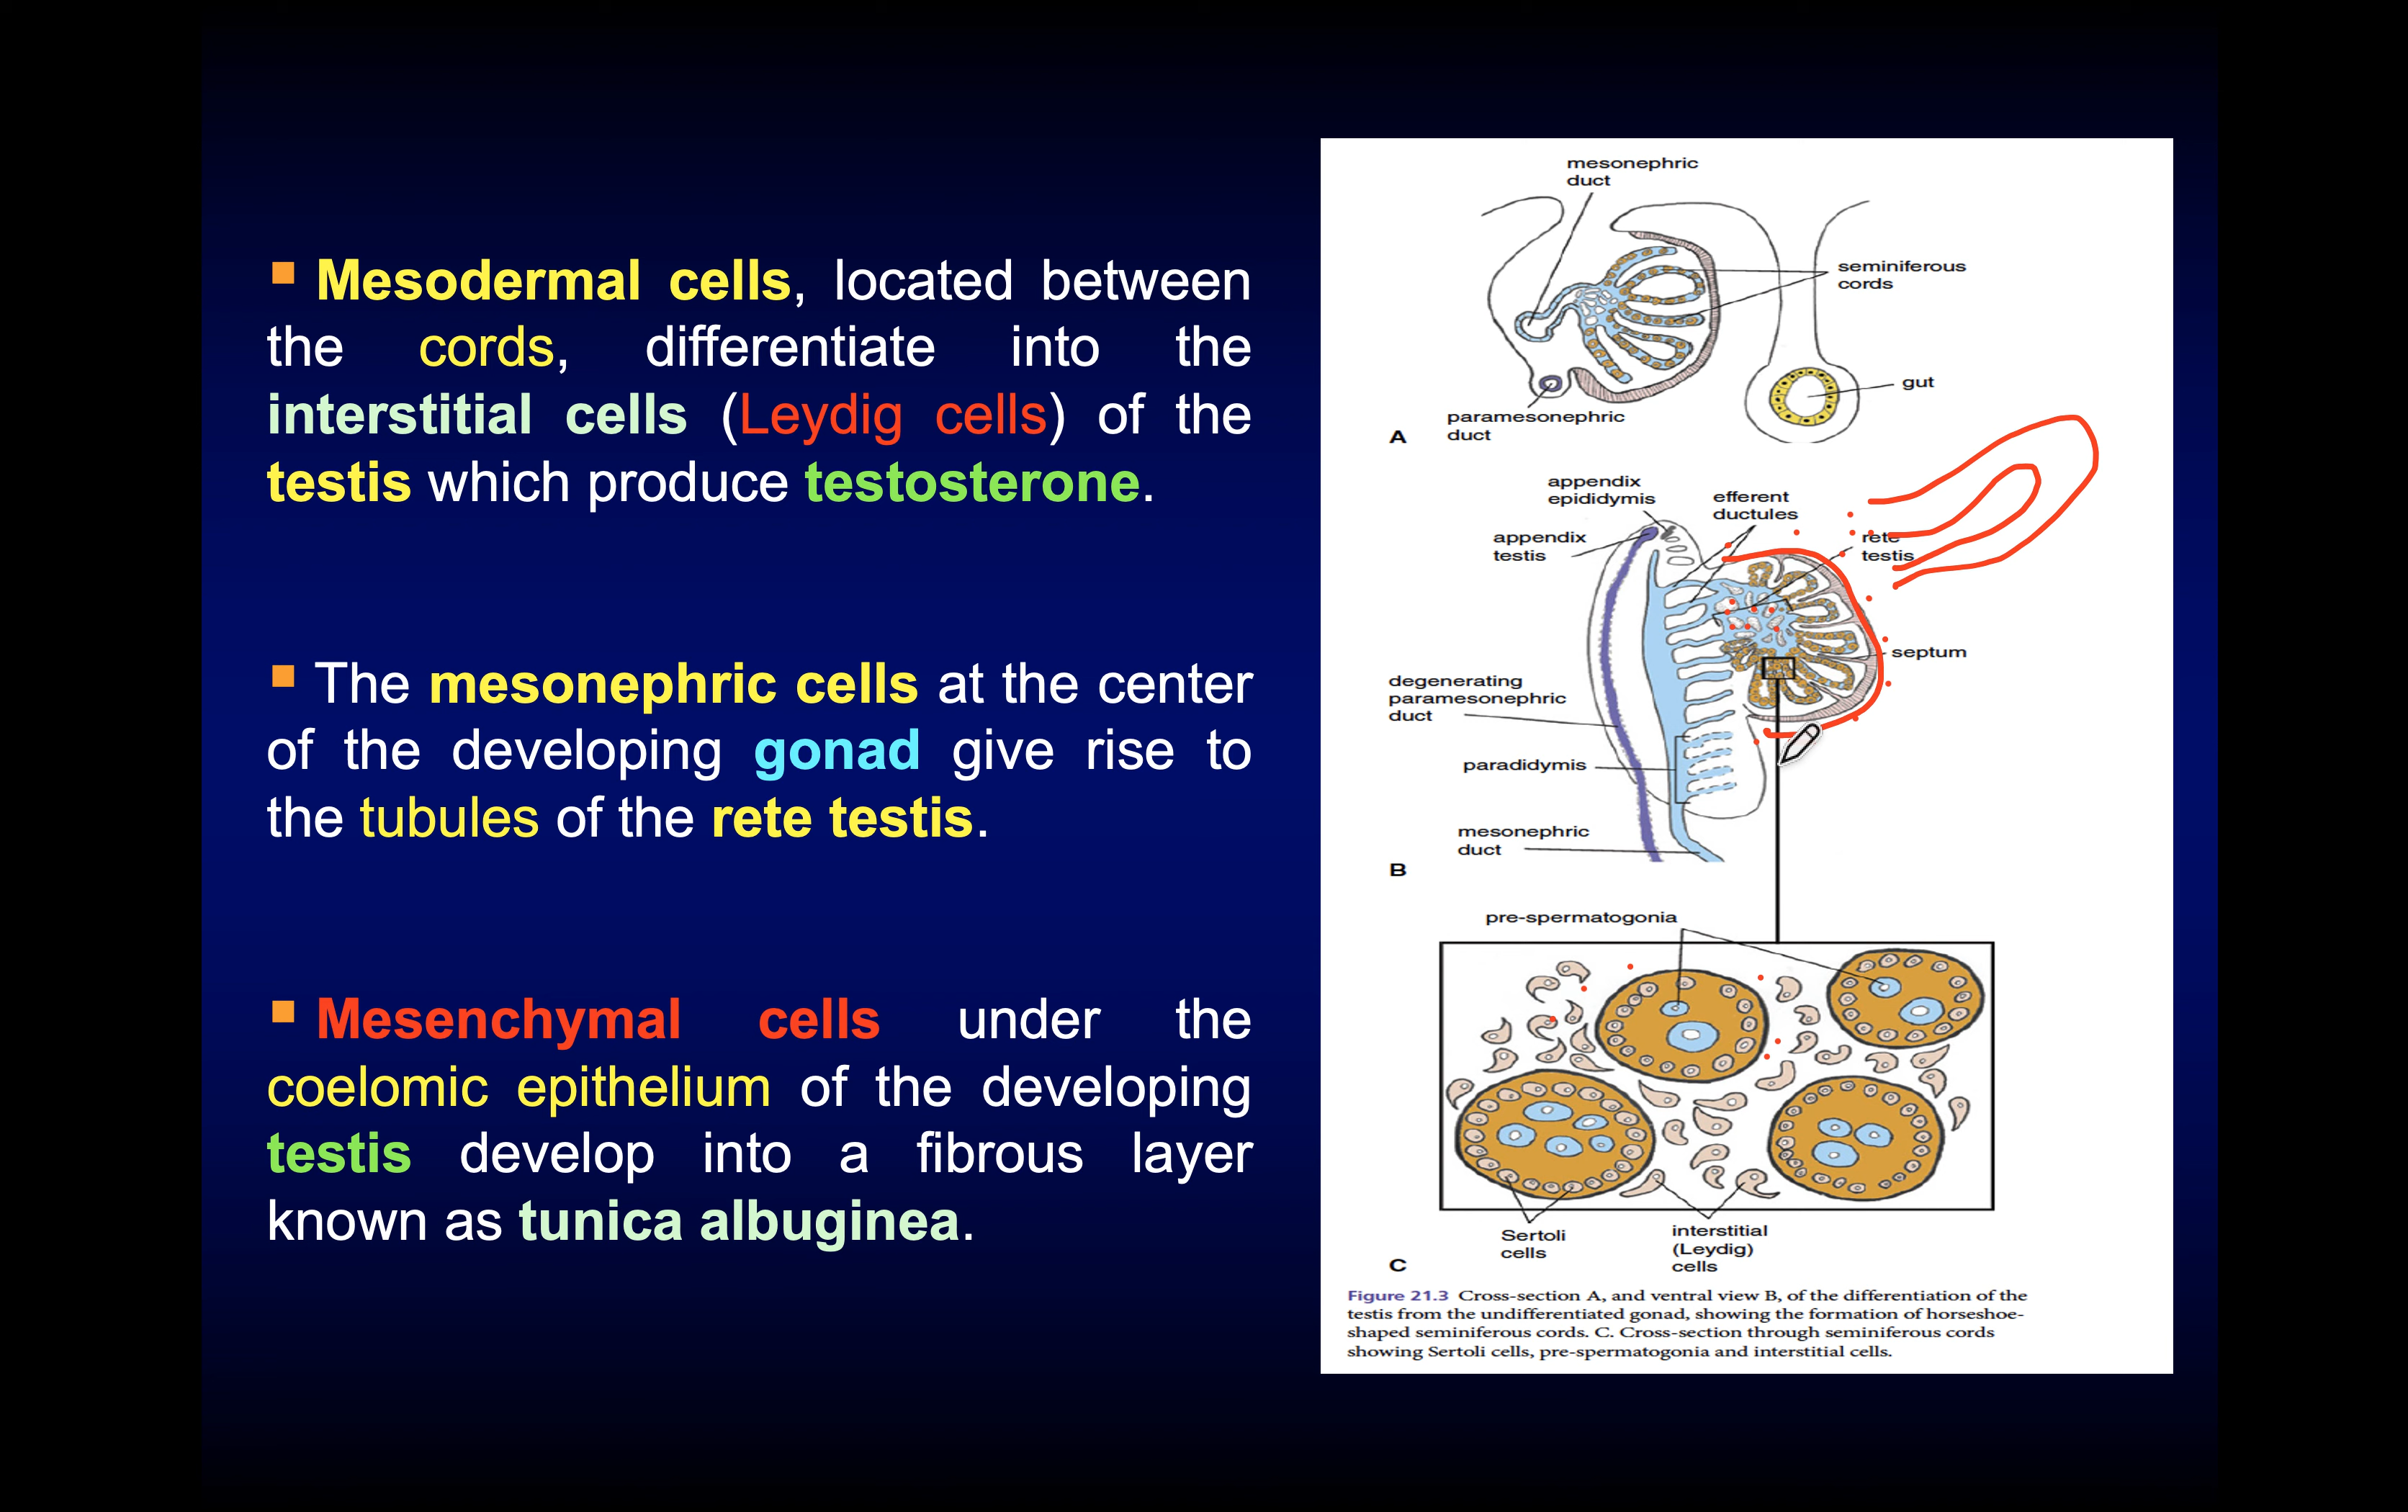 Mesodermal cells, located between
the cords, differentiate into the
interstitial cells (Leydig cells) of the
testis which produce testosterone.
The mesonephric cells at the center
of the developing gonad give rise to
the tubules of the rete testis.
Mesenchymal cells under the
coelomic epithelium of the developing
testis develop into a fibrous layer
known as tunica albuginea.
mesonephric
duct
seminiferous
cords
gut
paramesonephric
duct
A
appendix
epididymis
efferent
ductules
appendix
testis
rete
testis
septum
degenerating
paramesonephric
duct
paradidymis
mesonephric
duct
B
pre-spermatogonia
Sertoli
cells
interstitial
(Leydig)
cells
C
Figure 21.3 Cross-section A, and ventral view B, of the differentiation of the
testis from the undifferentiated gonad, showing the formation of horseshoe-
shaped seminiferous cords. C. Cross-section through seminiferous cords
showing Sertoli cells, pre-spermatogonia and interstitial cells.